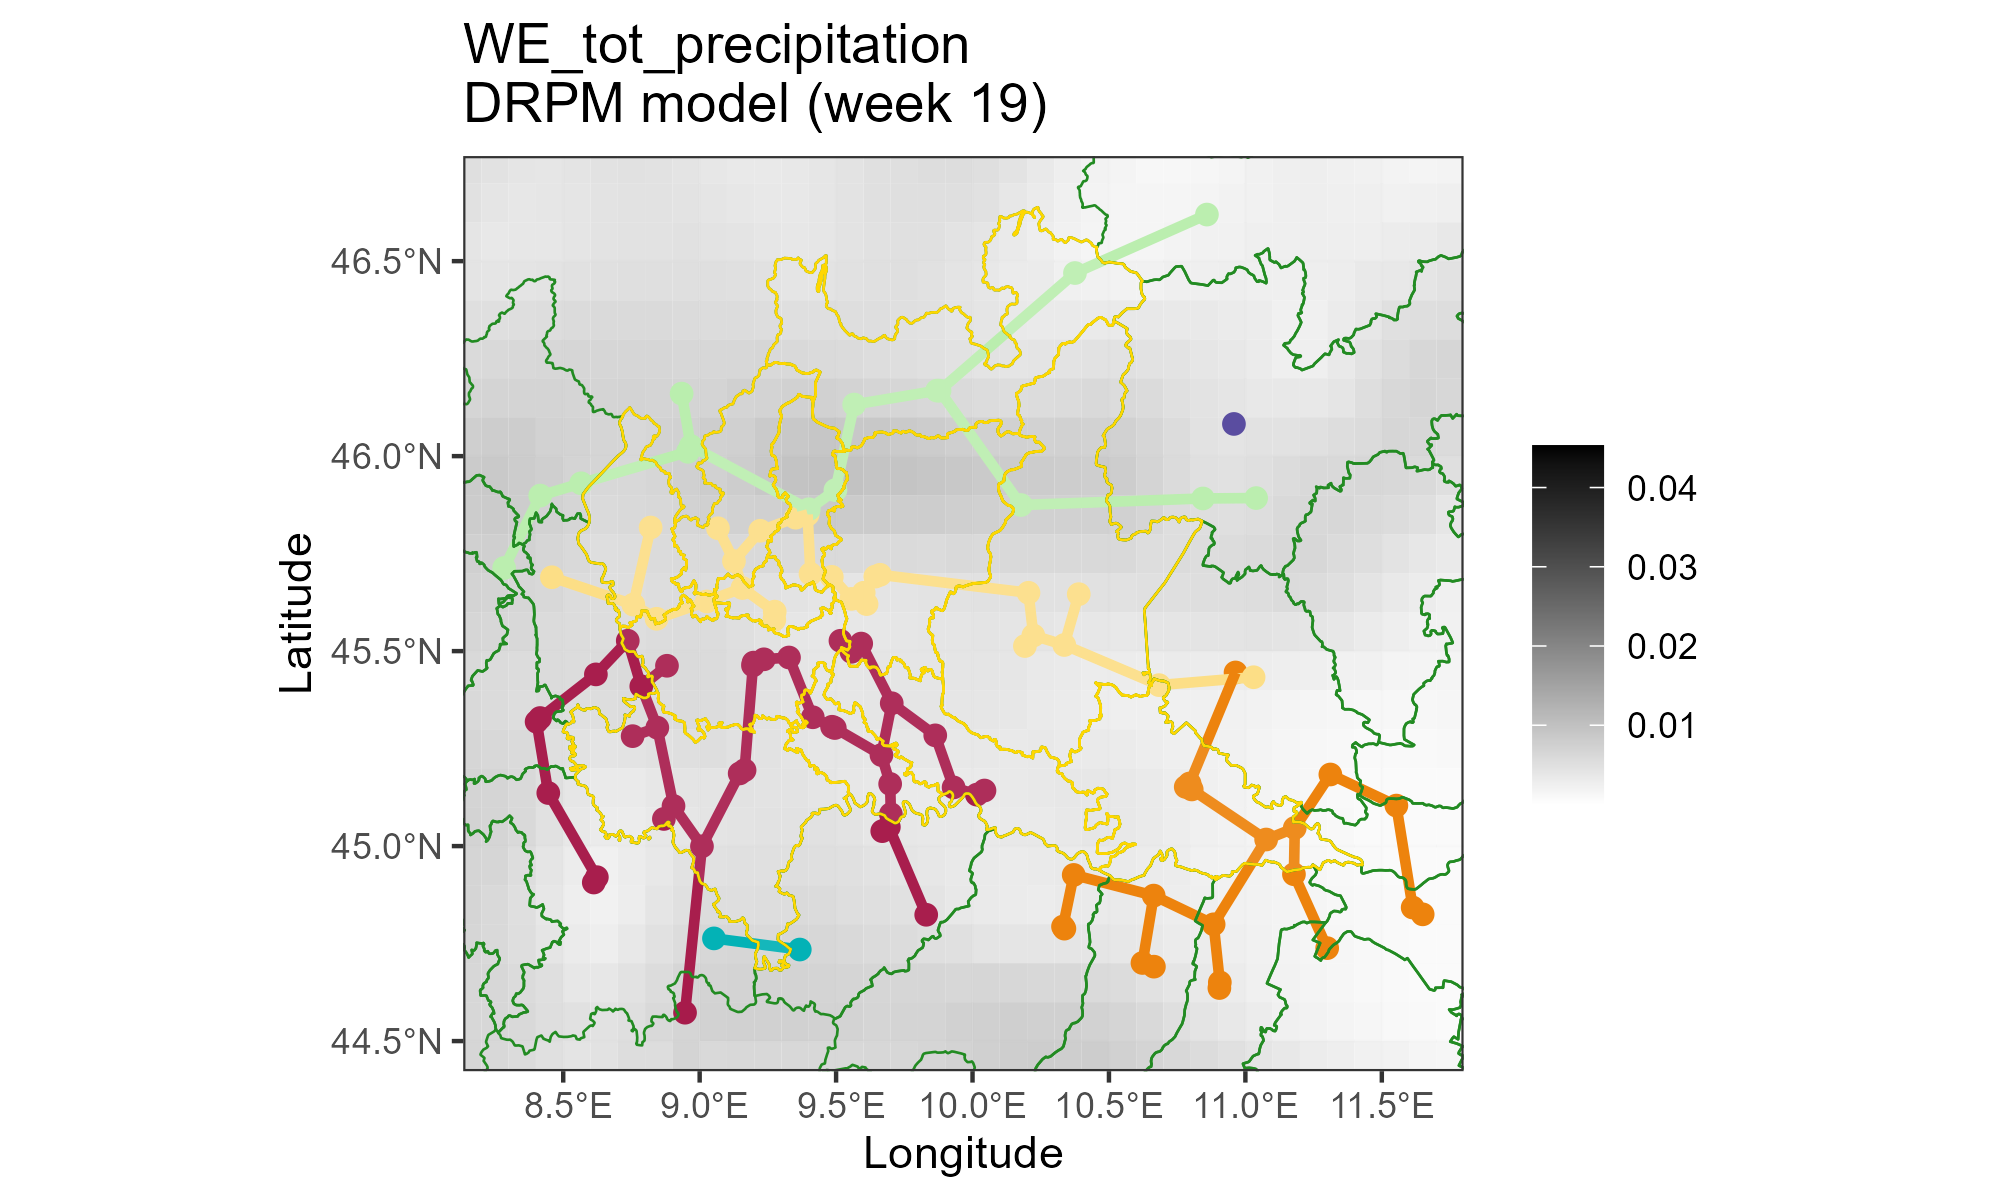 WE_tot_precipitation
DRPM model (week 19)
46.5°N
46.0°N
45.5°N
45.0°N
44.5°N
Latitude
8.5°E 9.0°E 9.5°E 10.0°E 10.5°E 11.0°E 11.5°E
Longitude
0.04
0.03
0.02
0.01